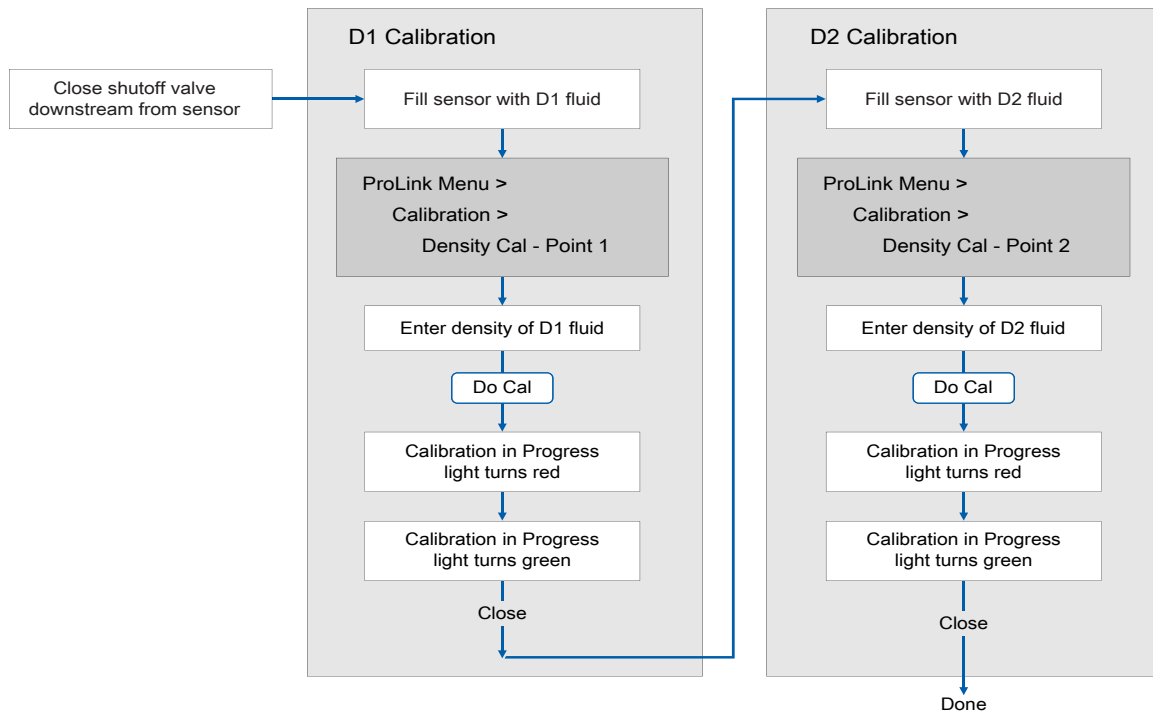 Close shutoff valve
downstream from sensor
D1 Calibration
Fill sensor with D1 fluid
ProLink Menu >
Calibration >
Density Cal - Point 1
Enter density of D1 fluid
Do Cal
Calibration in Progress
light turns red
Calibration in Progress
light turns green
Close
D2 Calibration
Fill sensor with D2 fluid
ProLink Menu >
Calibration >
Density Cal - Point 2
Enter density of D2 fluid
Do Cal
Calibration in Progress
light turns red
Calibration in Progress
light turns green
Close
Done